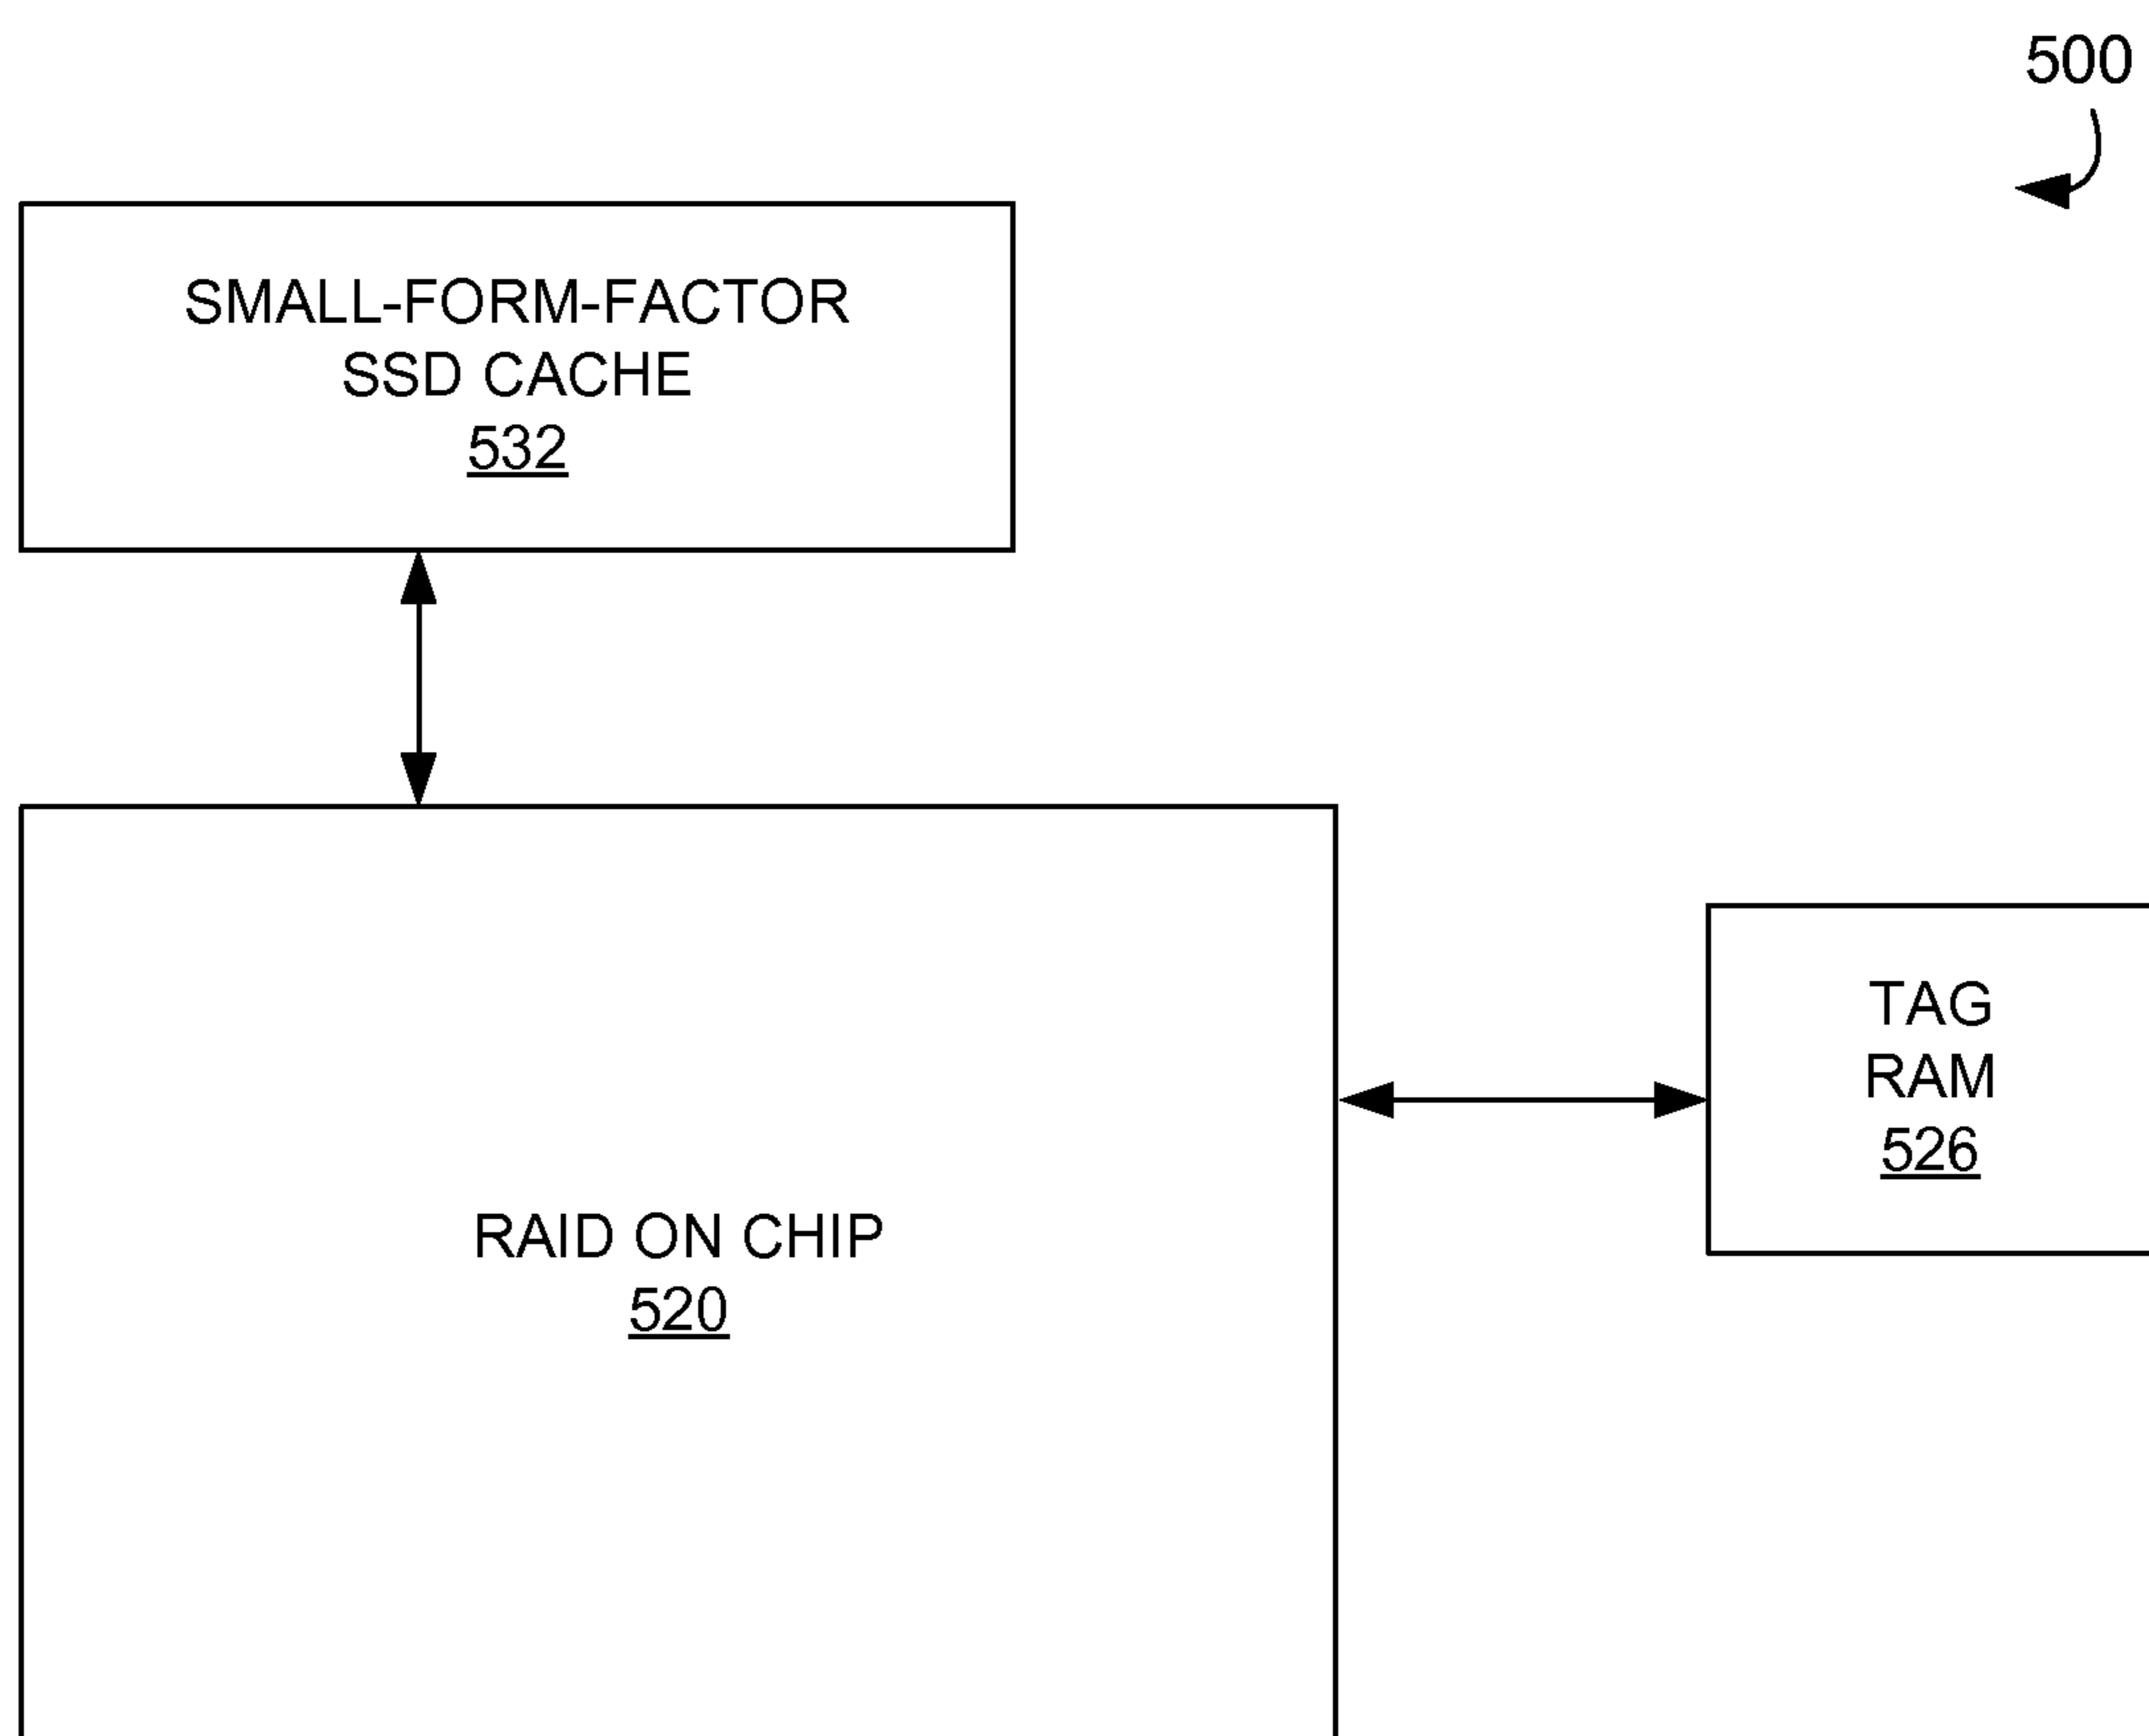 500
SMALL-FORM-FACTOR
SSD CACHE
532
TAG
RAM
526
RAID ON CHIP
520